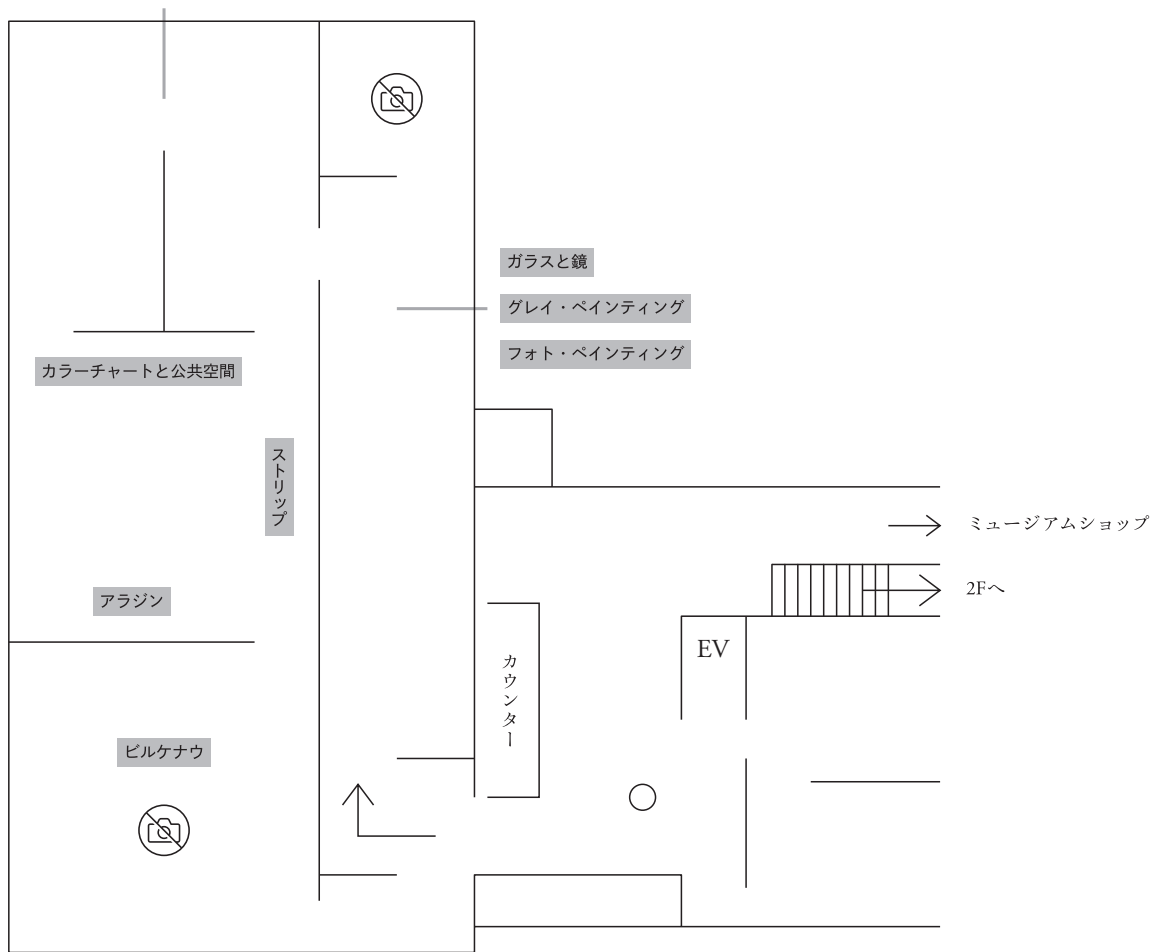 ガラスと鏡
グレイ・ペインティング
フォト・ペインティング
カラーチャートと公共空間
ストリップ
ミュージアムショップ
2Fへ
アラジン
EV
カウンター
ビルケナウ